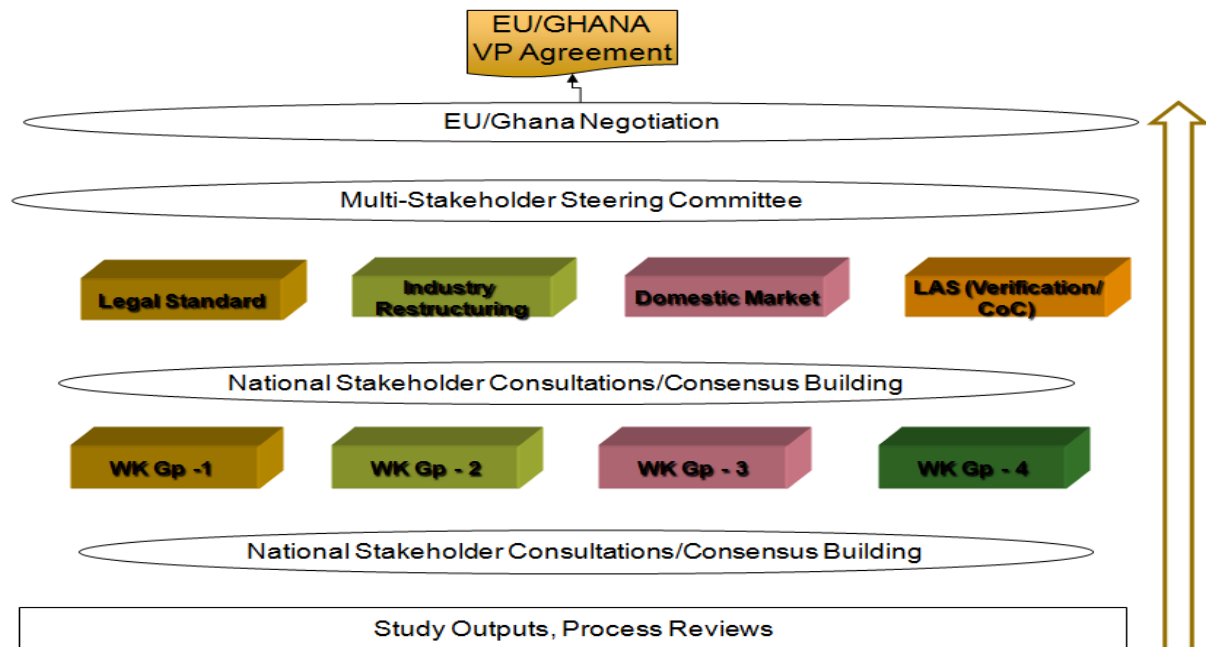 EU/GHANA
VP Agreement
EU/Ghana Negotiation
Multi-Stakeholder Steering Committee
Legal Standard
Industry
Restructuring
Domestic Market
LAS (Verification/
CoC)
National Stakeholder Consultations/Consensus Building
WK Gp -1
WK Gp - 2
WK Gp - 3
WK Gp - 4
National Stakeholder Consultations/Consensus Building
Study Outputs, Process Reviews